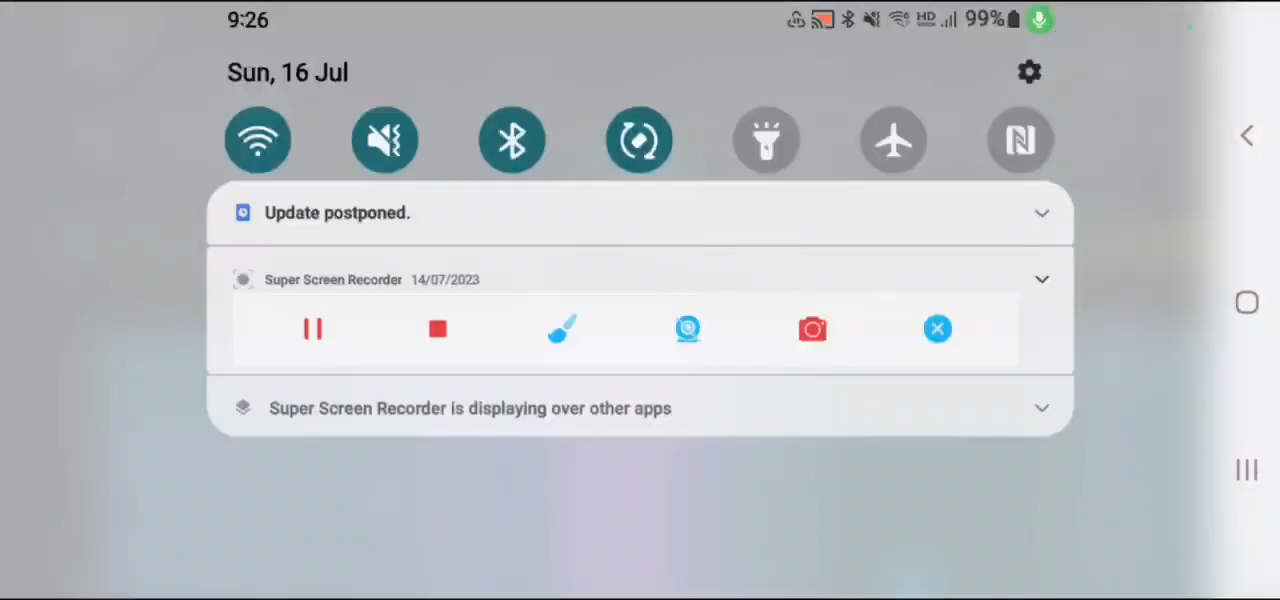 9:26 HD 99%
Sun, 16 Jul
Update postponed.
Super Screen Recorder 14/07/2023
Super Screen Recorder is displaying over other apps